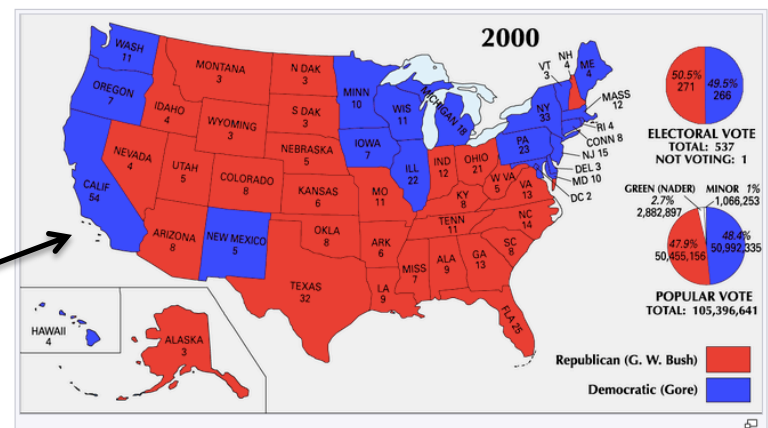 2000
WASH
11
OREGON
7
CALIF
54
NEVADA
4
IDAHO
4
MONTANA
3
WYOMING
3
UTAH
5
COLORADO
8
ARIZONA
8
NEW MEXICO
5
N DAK
3
S DAK
3
NEBRASKA
5
KANSAS
6
OKLA
8
TEXAS
32
MINN
10
IOWA
7
MO
11
ARK
6
LA
9
WIS
11
ILL
22
MICHIGAN 18
IND
12
OHIO
21
KY
8
TENN
11
MISS
7
ALA
9
GA
13
FLA 25
SC
8
NC
14
VA
13
W VA
5
PA
23
NY
33
VT
3
NH
4
ME
4
MASS
12
RI 4
CONN 8
NJ 15
DEL 3
MD 10
DC 2
HAWAII
4
ALASKA
3
50.5%
271
49.5%
266
ELECTORAL VOTE
TOTAL: 537
NOT VOTING: 1
GREEN (NADER)
2.7%
2,882,897
MINOR 1%
1,066,253
47.9%
50,455,156
48.4%
50,992,335
POPULAR VOTE
TOTAL: 105,396,641
Republican (G. W. Bush)
Democratic (Gore)